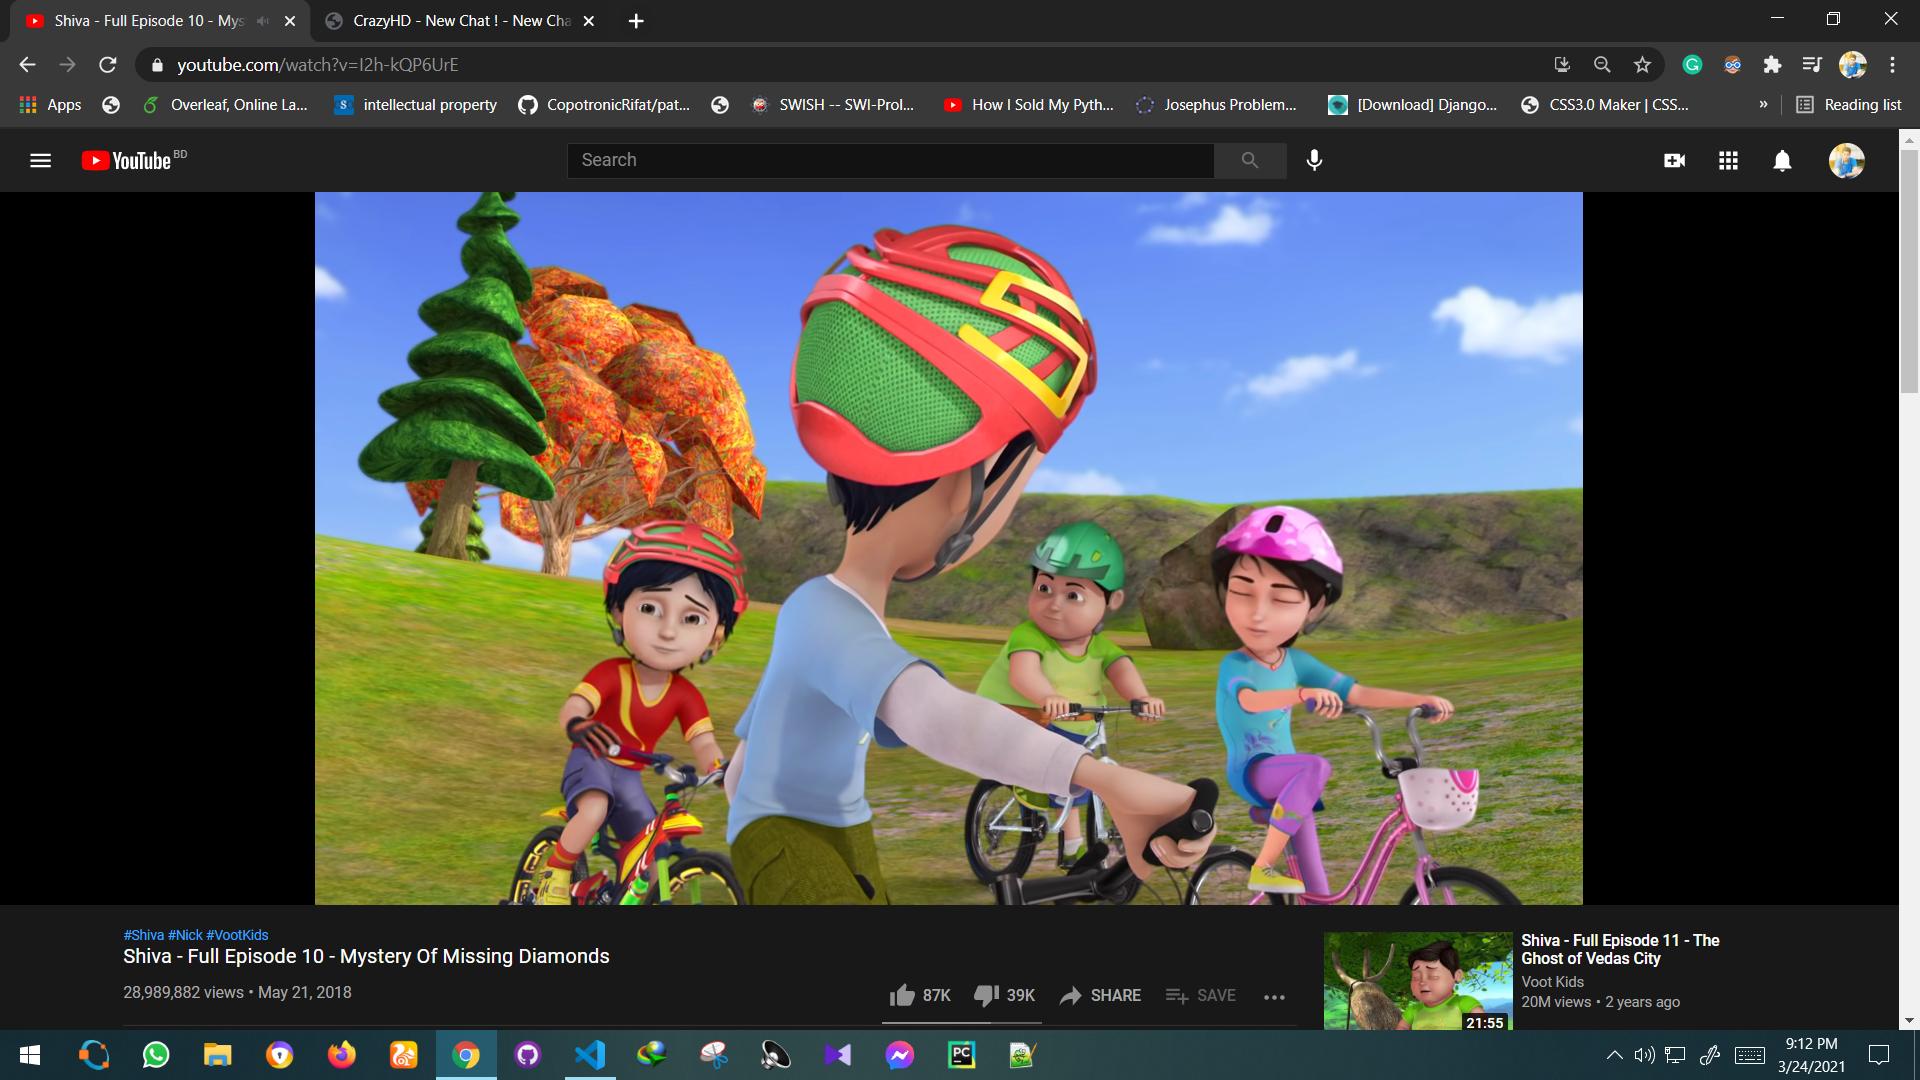 Shiva - Full Episode 10 - Mys
CrazyHD - New Chat ! - New Cha
youtube.com/watch?v=I2h-kQP6UrE
Apps
Overleaf, Online La...
intellectual property
CopotronicRifat/pat...
SWISH -- SWI-Prol...
How I Sold My Pyth...
Josephus Problem...
[Download] Django...
CSS3.0 Maker | CSS...
»
Reading list
YouTube BD
Search
#Shiva #Nick #VootKids
Shiva - Full Episode 10 - Mystery Of Missing Diamonds
28,989,882 views • May 21, 2018
87K
39K
SHARE
SAVE
Shiva - Full Episode 11 - The
Ghost of Vedas City
Voot Kids
20M views • 2 years ago
21:55
PC
9:12 PM
3/24/2021